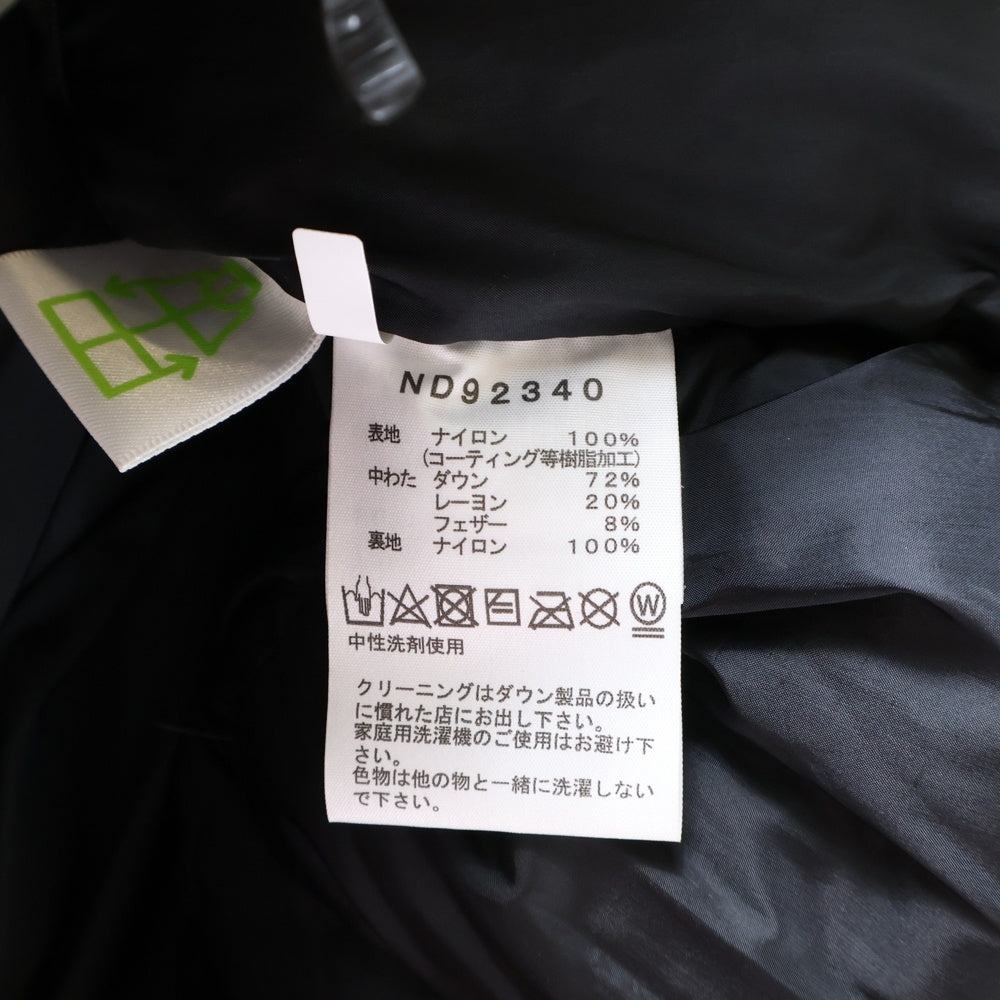 ND92340
表地 ナイロン 100%
(コーティング等樹脂加工)
中わた ダウン 72%
レーヨン 20%
フェザー 8%
裏地 ナイロン 100%
W
中性洗剤使用
クリーニングはダウン製品の扱い
に慣れた店にお出し下さい。
家庭用洗濯機のご使用はお避け下
さい。
色物は他の物と一緒に洗濯しない
で下さい。